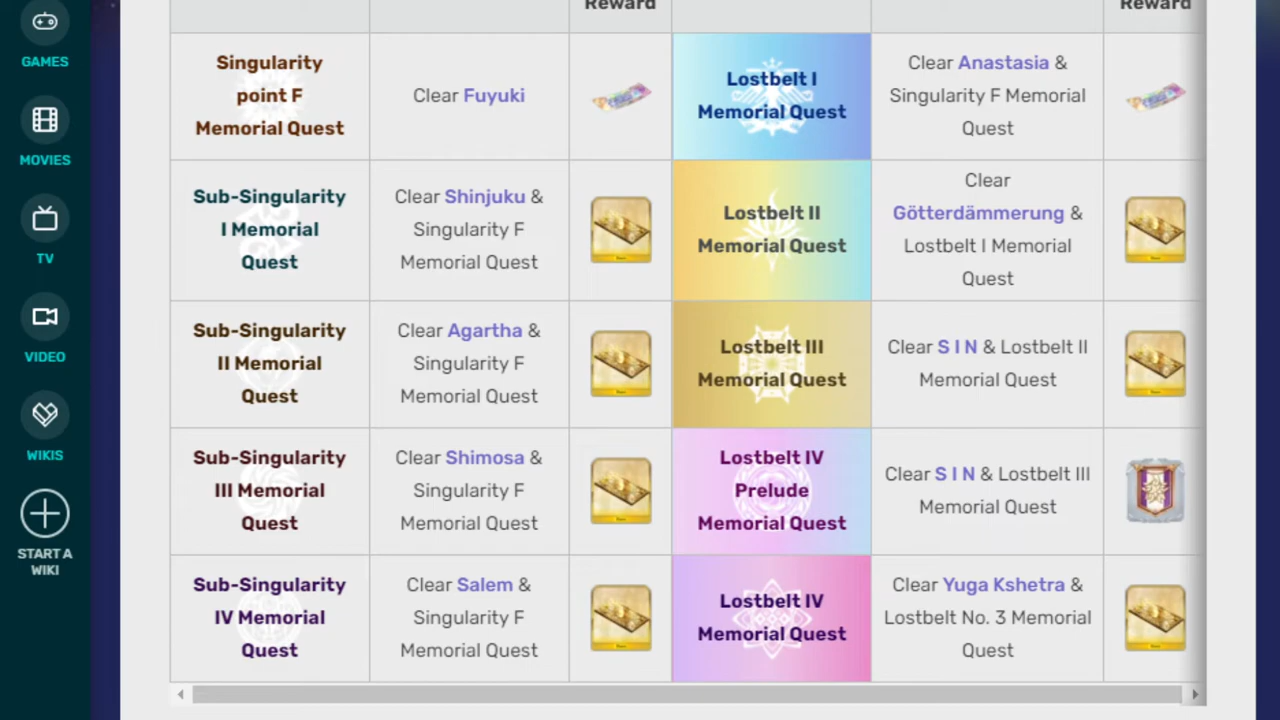 GAMES
MOVIES
TV
VIDEO
WIKIS
START A
WIKI
Reward
Reward
Singularity
point F
Memorial Quest
Clear Fuyuki
Lostbelt I
Memorial Quest
Clear Anastasia &
Singularity F Memorial
Quest
Sub-Singularity
I Memorial
Quest
Clear Shinjuku &
Singularity F
Memorial Quest
Lostbelt II
Memorial Quest
Clear
Götterdämmerung &
Lostbelt I Memorial
Quest
Sub-Singularity
II Memorial
Quest
Clear Agartha &
Singularity F
Memorial Quest
Lostbelt III
Memorial Quest
Clear S I N & Lostbelt II
Memorial Quest
Sub-Singularity
III Memorial
Quest
Clear Shimosa &
Singularity F
Memorial Quest
Lostbelt IV
Prelude
Memorial Quest
Clear S I N & Lostbelt III
Memorial Quest
Sub-Singularity
IV Memorial
Quest
Clear Salem &
Singularity F
Memorial Quest
Lostbelt IV
Memorial Quest
Clear Yuga Kshetra &
Lostbelt No. 3 Memorial
Quest